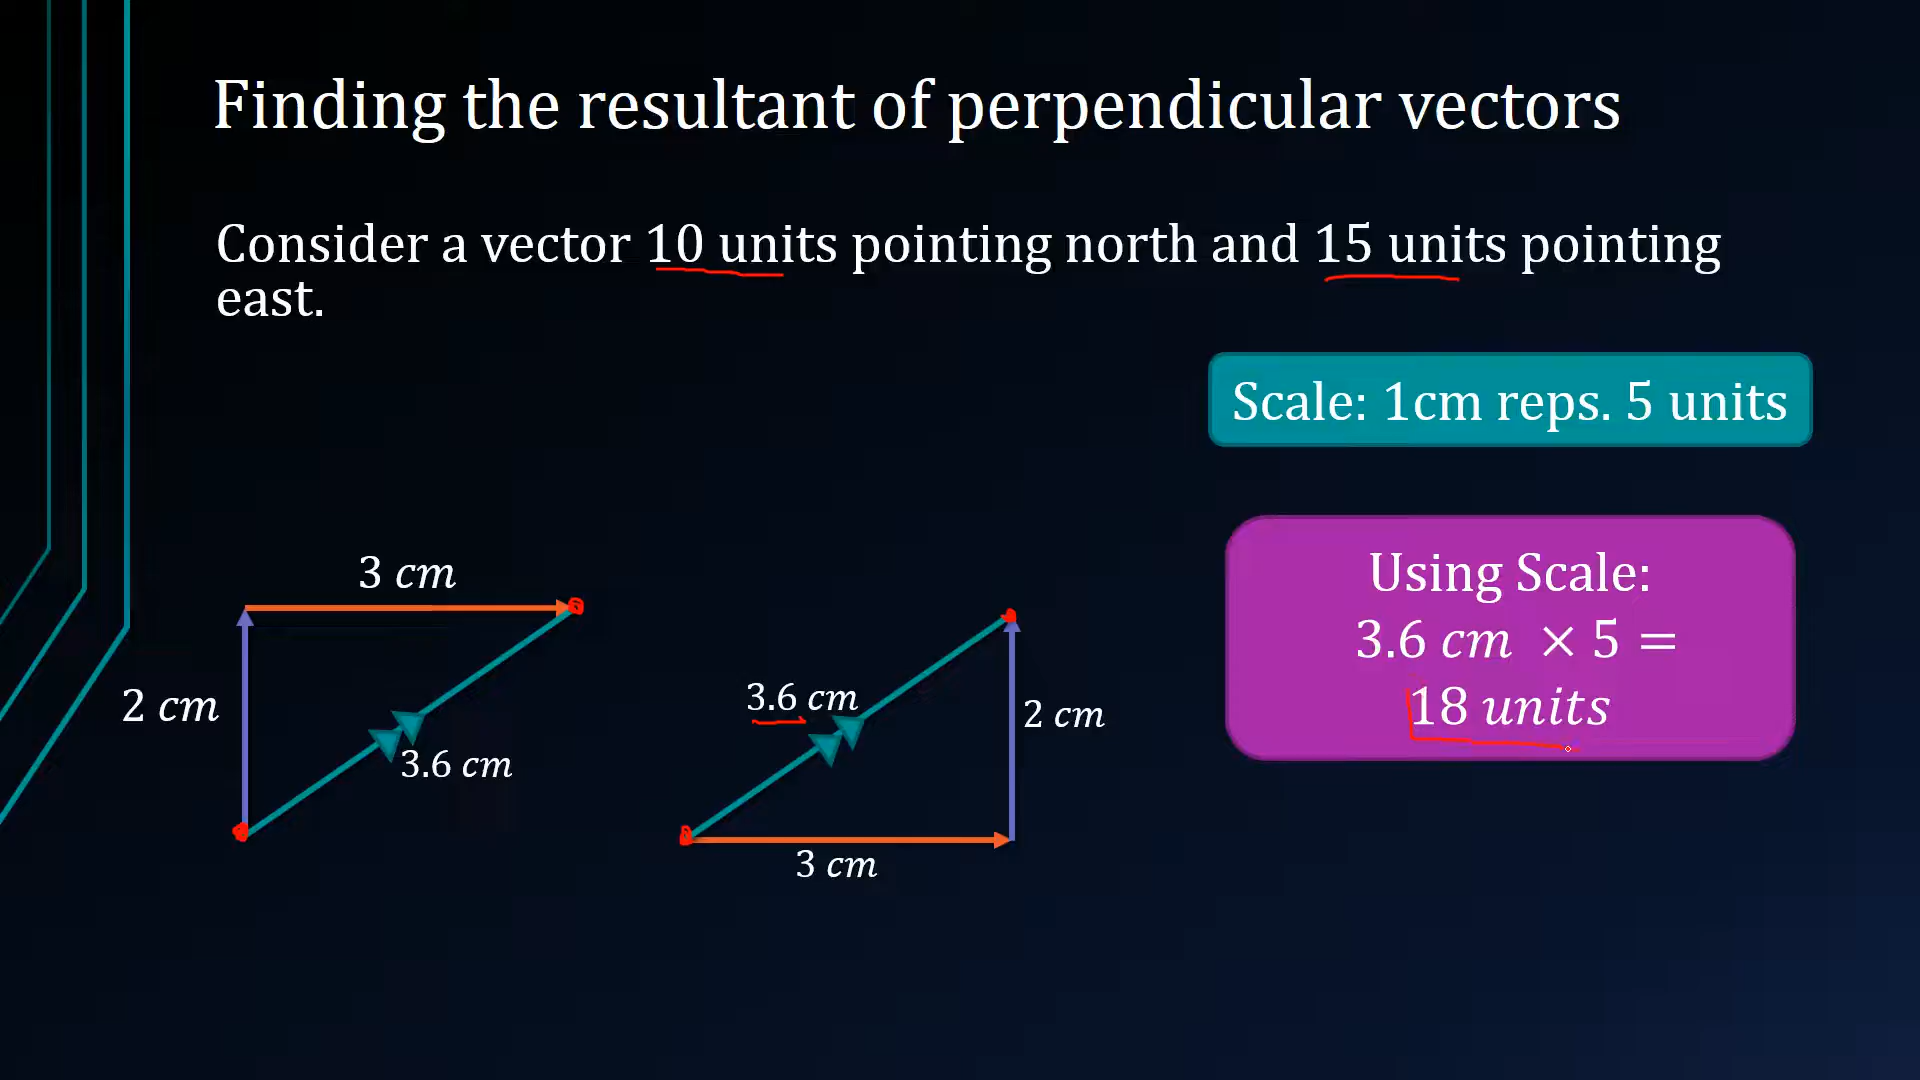 Finding the resultant of perpendicular vectors
Consider a vector 10 units pointing north and 15 units pointing
east.
Scale: 1cm reps. 5 units
Using Scale:
3.6 cm × 5 =
18 units
3 cm
2 cm
3.6 cm
3.6 cm
2 cm
3 cm